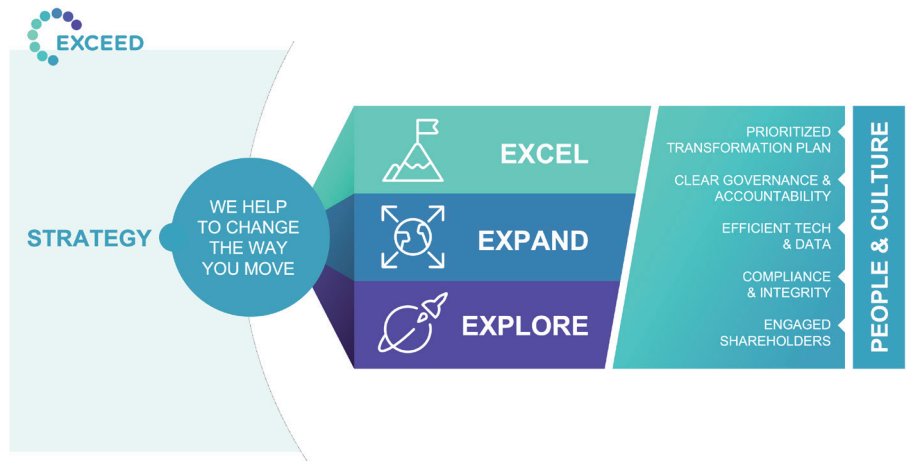 EXCEED
STRATEGY
WE HELP
TO CHANGE
THE WAY
YOU MOVE
EXCEL
EXPAND
EXPLORE
PRIORITIZED
TRANSFORMATION PLAN
CLEAR GOVERNANCE &
ACCOUNTABILITY
EFFICIENT TECH
& DATA
COMPLIANCE
& INTEGRITY
ENGAGED
SHAREHOLDERS
PEOPLE & CULTURE